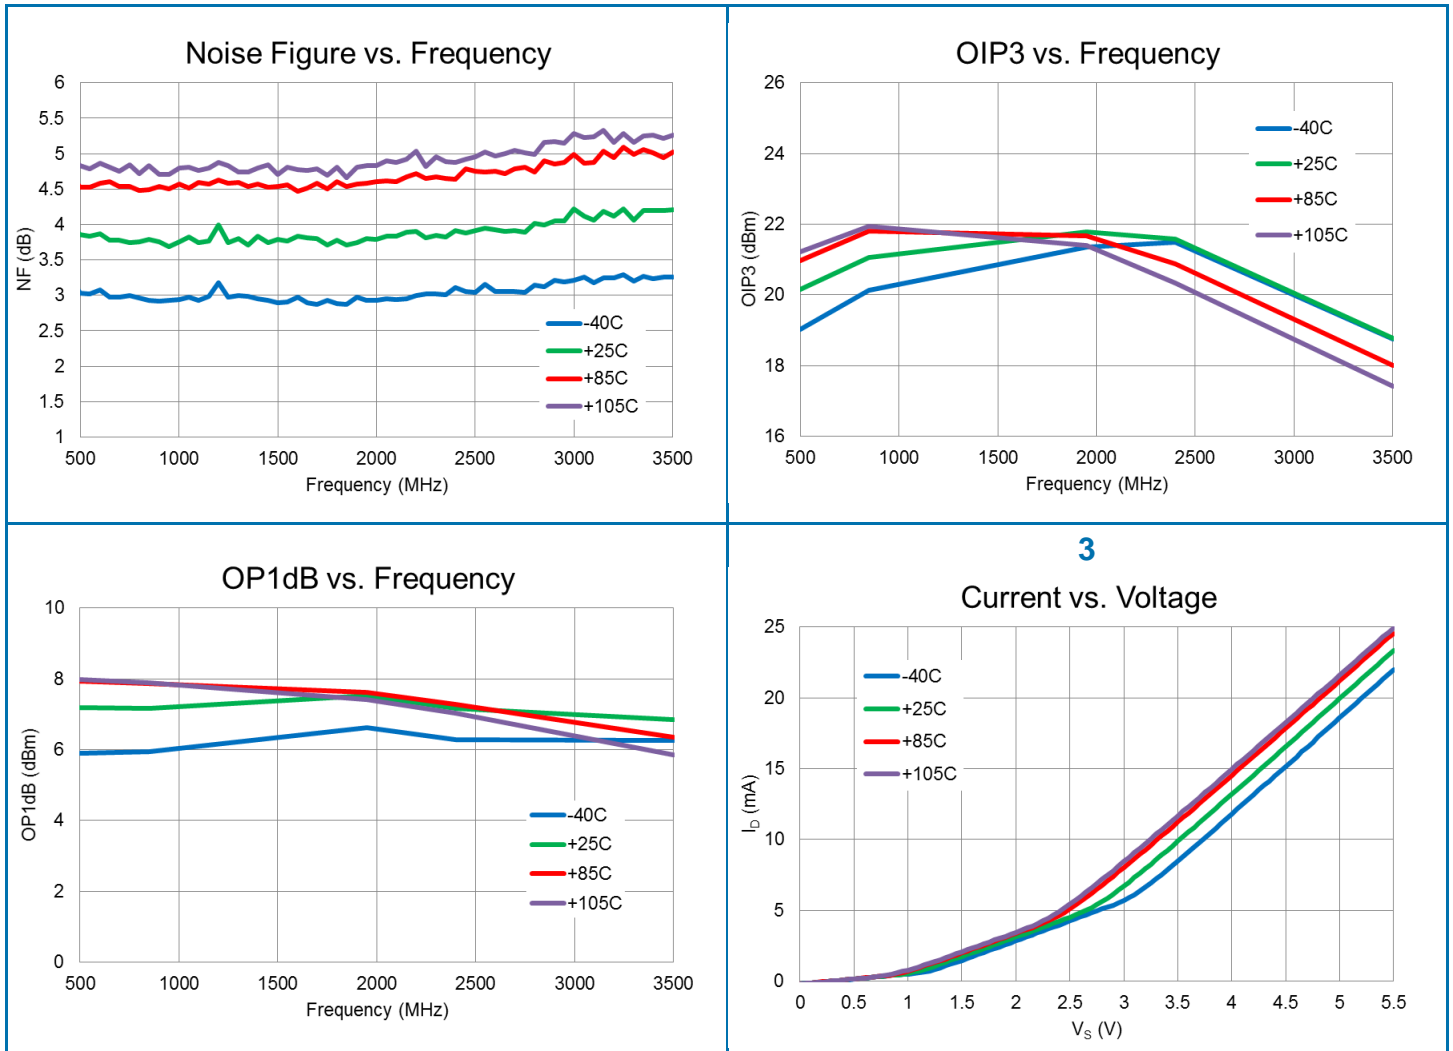 Noise Figure vs. Frequency
6
5.5
5
4.5
4
3.5
3
2.5
2
1.5
1
NF (dB)
-40C
+25C
+85C
+105C
500 1000 1500 2000 2500 3000 3500
Frequency (MHz)
OIP3 vs. Frequency
26
24
22
20
18
16
OIP3 (dBm)
-40C
+25C
+85C
+105C
500 1000 1500 2000 2500 3000 3500
Frequency (MHz)
OP1dB vs. Frequency
10
8
6
4
2
0
OP1dB (dBm)
-40C
+25C
+85C
+105C
500 1000 1500 2000 2500 3000 3500
Frequency (MHz)
3
Current vs. Voltage
25
20
15
10
5
0
I_D (mA)
-40C
+25C
+85C
+105C
0 0.5 1 1.5 2 2.5 3 3.5 4 4.5 5 5.5
V_S (V)